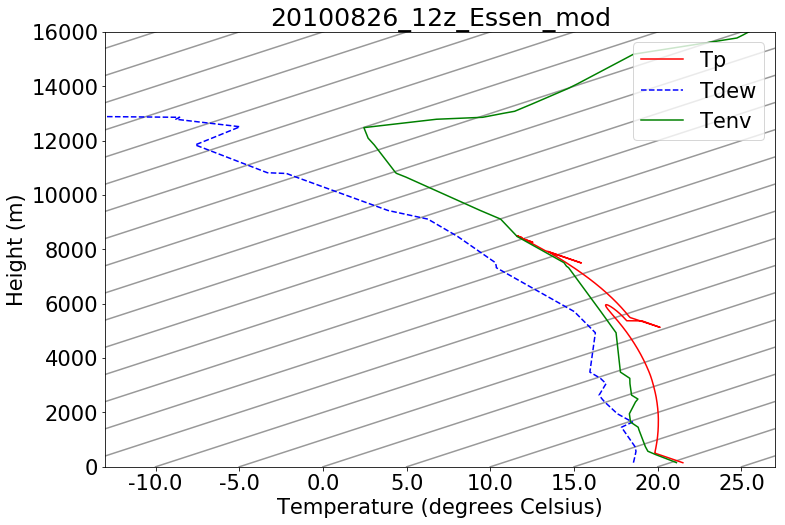 20100826_12z_Essen_mod
16000
14000
12000
10000
8000
6000
4000
2000
0
Height (m)
Tp
Tdew
Tenv
-10.0 -5.0 0.0 5.0 10.0 15.0 20.0 25.0
Temperature (degrees Celsius)